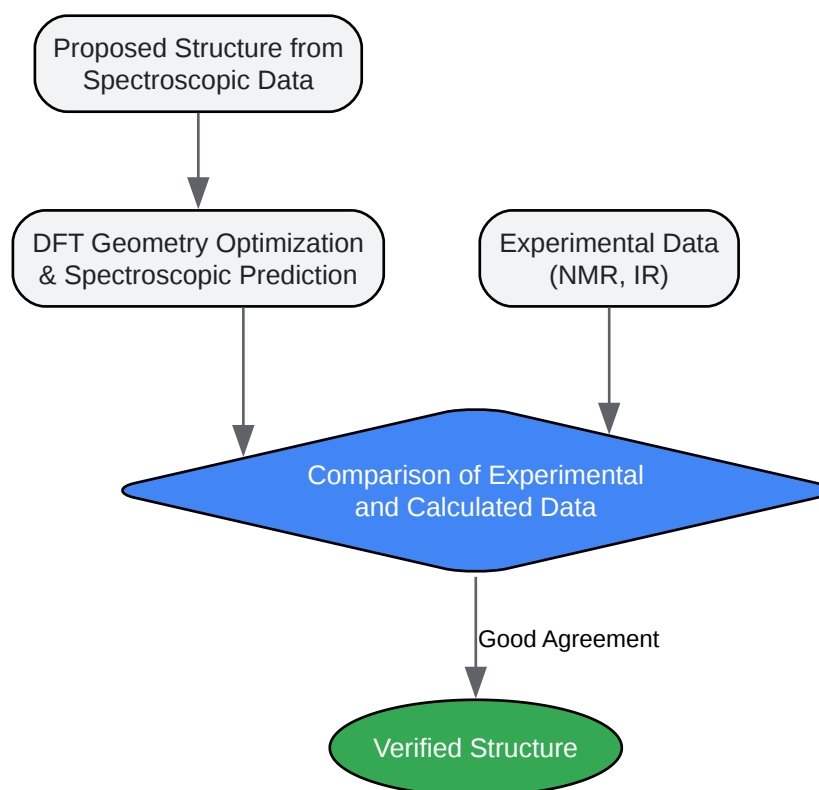 Proposed Structure from
Spectroscopic Data
DFT Geometry Optimization
& Spectroscopic Prediction
Experimental Data
(NMR, IR)
Comparison of Experimental
and Calculated Data
Good Agreement
Verified Structure